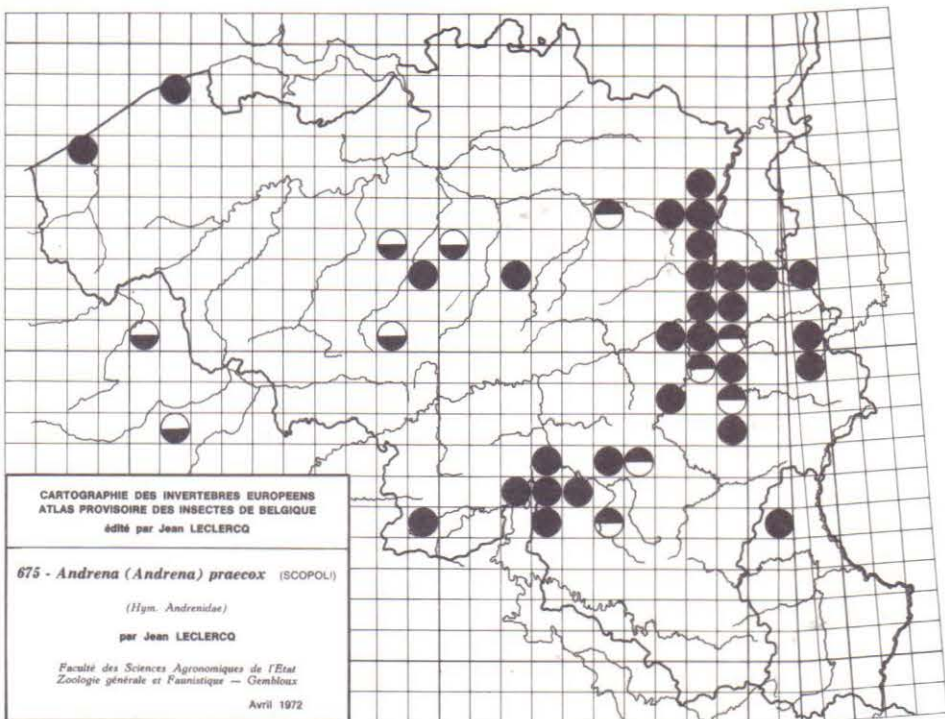 CARTOGRAPHIE DES INVERTEBRES EUROPEENS
ATLAS PROVISOIRE DES INSECTES DE BELGIQUE
édité par Jean LECLERCQ
675 - Andrena (Andrena) praecox (SCOPOLI)
(Hym. Andrenidae)
par Jean LECLERCQ
Faculté des Sciences Agronomiques de l'Etat
Zoologie générale et Faunistique — Gembloux
Avril 1972